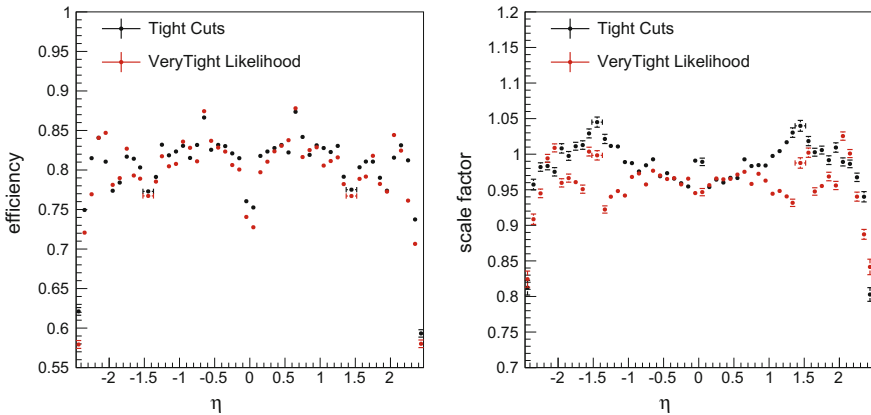 Tight Cuts
VeryTight Likelihood
1
0.95
0.9
0.85
0.8
0.75
0.7
0.65
0.6
0.55
efficiency
-2 -1.5 -1 -0.5 0 0.5 1 1.5 2
η
Tight Cuts
VeryTight Likelihood
1.2
1.15
1.1
1.05
1
0.95
0.9
0.85
0.8
0.75
0.7
scale factor
-2 -1.5 -1 -0.5 0 0.5 1 1.5 2
η